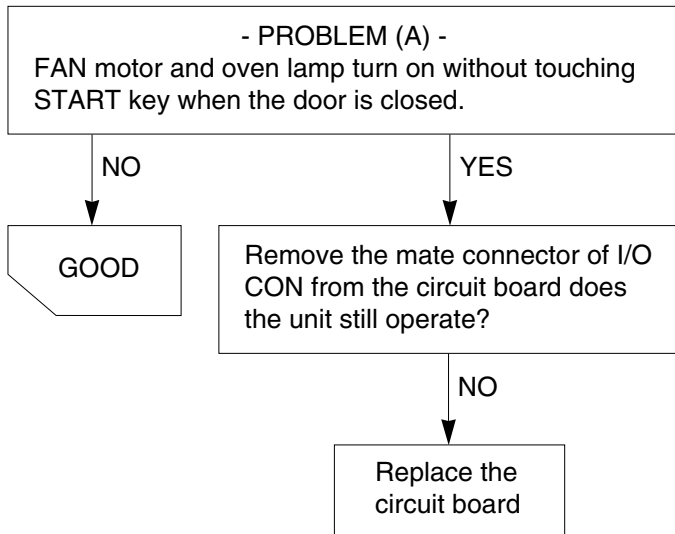 - PROBLEM (A) -
FAN motor and oven lamp turn on without touching
START key when the door is closed.
NO
YES
GOOD
Remove the mate connector of I/O
CON from the circuit board does
the unit still operate?
NO
Replace the
circuit board